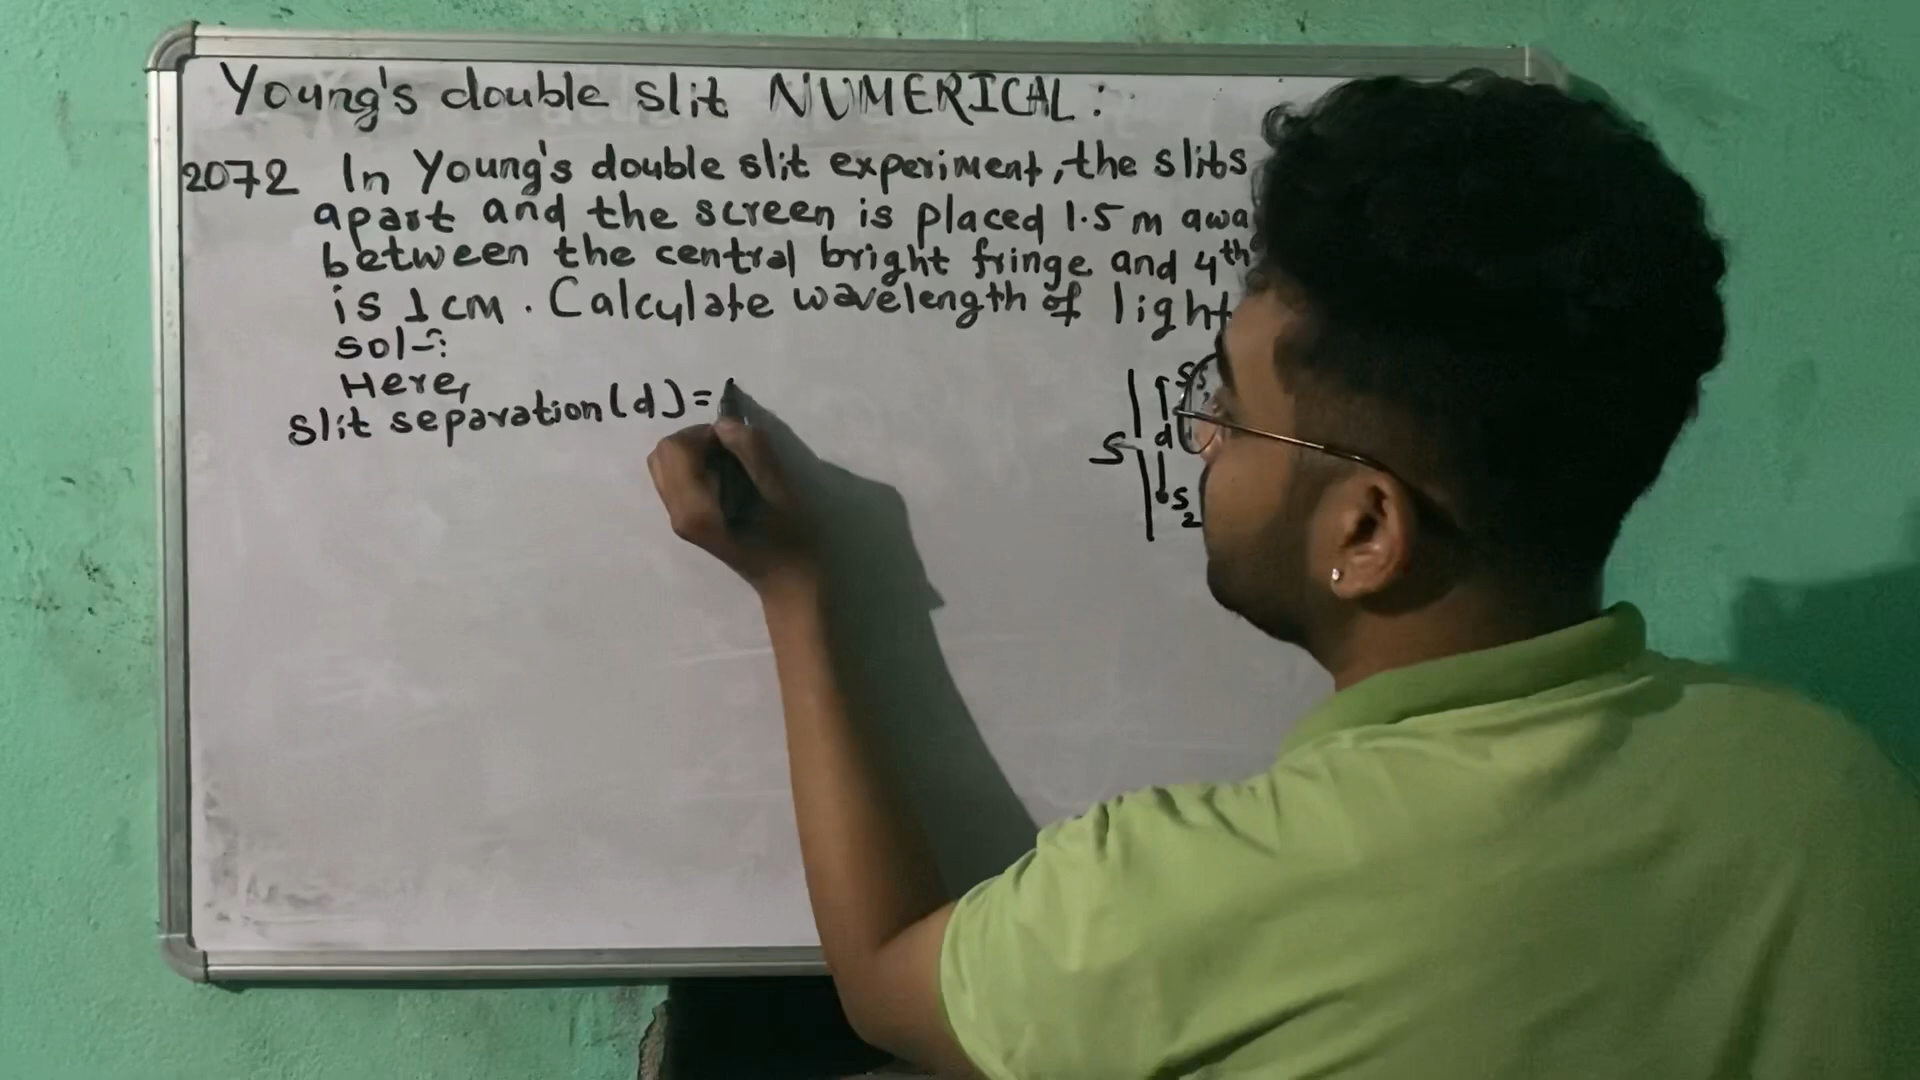 Young's double slit NUMERICAL:
2072 In Young's double slit experiment, the slits
apart and the screen is placed 1.5 m awa
between the central bright fringe and 4th
is 1 cm. Calculate wavelength of light
sol-:
Here,
slit separation (d) =
S
d
S
S2